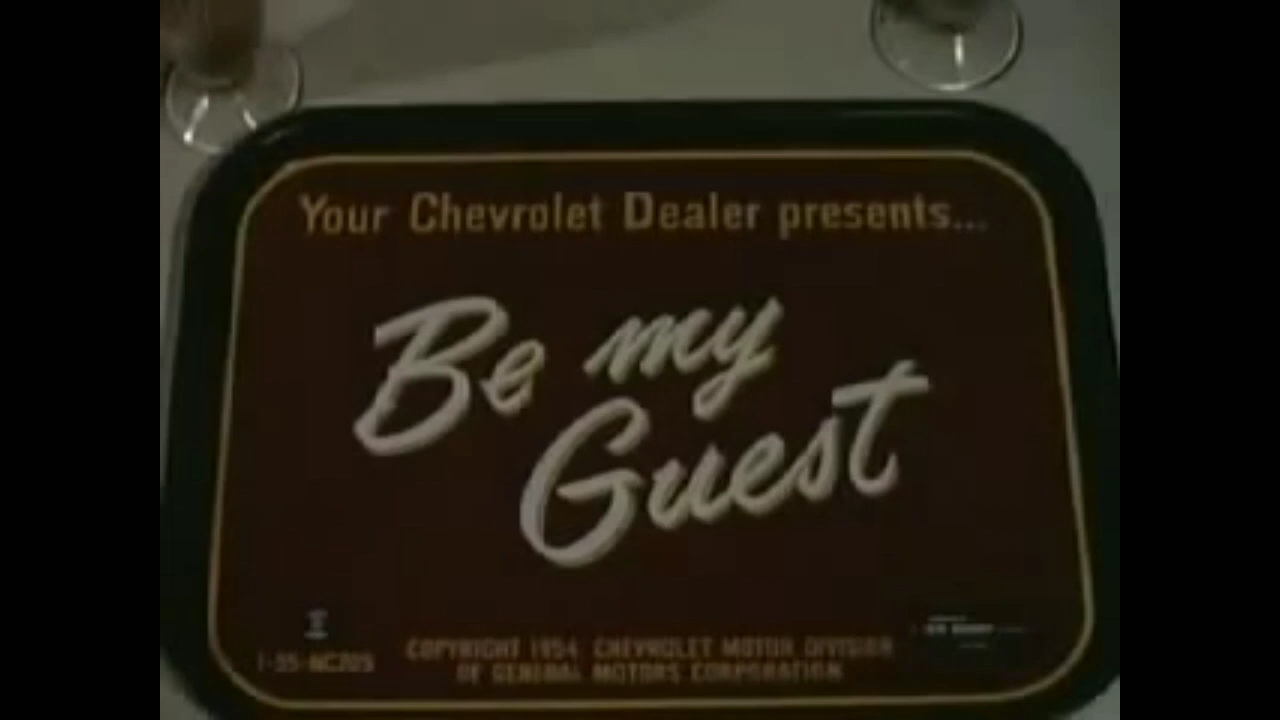 Your Chevrolet Dealer presents...
Be my
Guest
COPYRIGHT 1954 CHEVROLET MOTOR DIVISION
OF GENERAL MOTORS CORPORATION
1-55-NC205